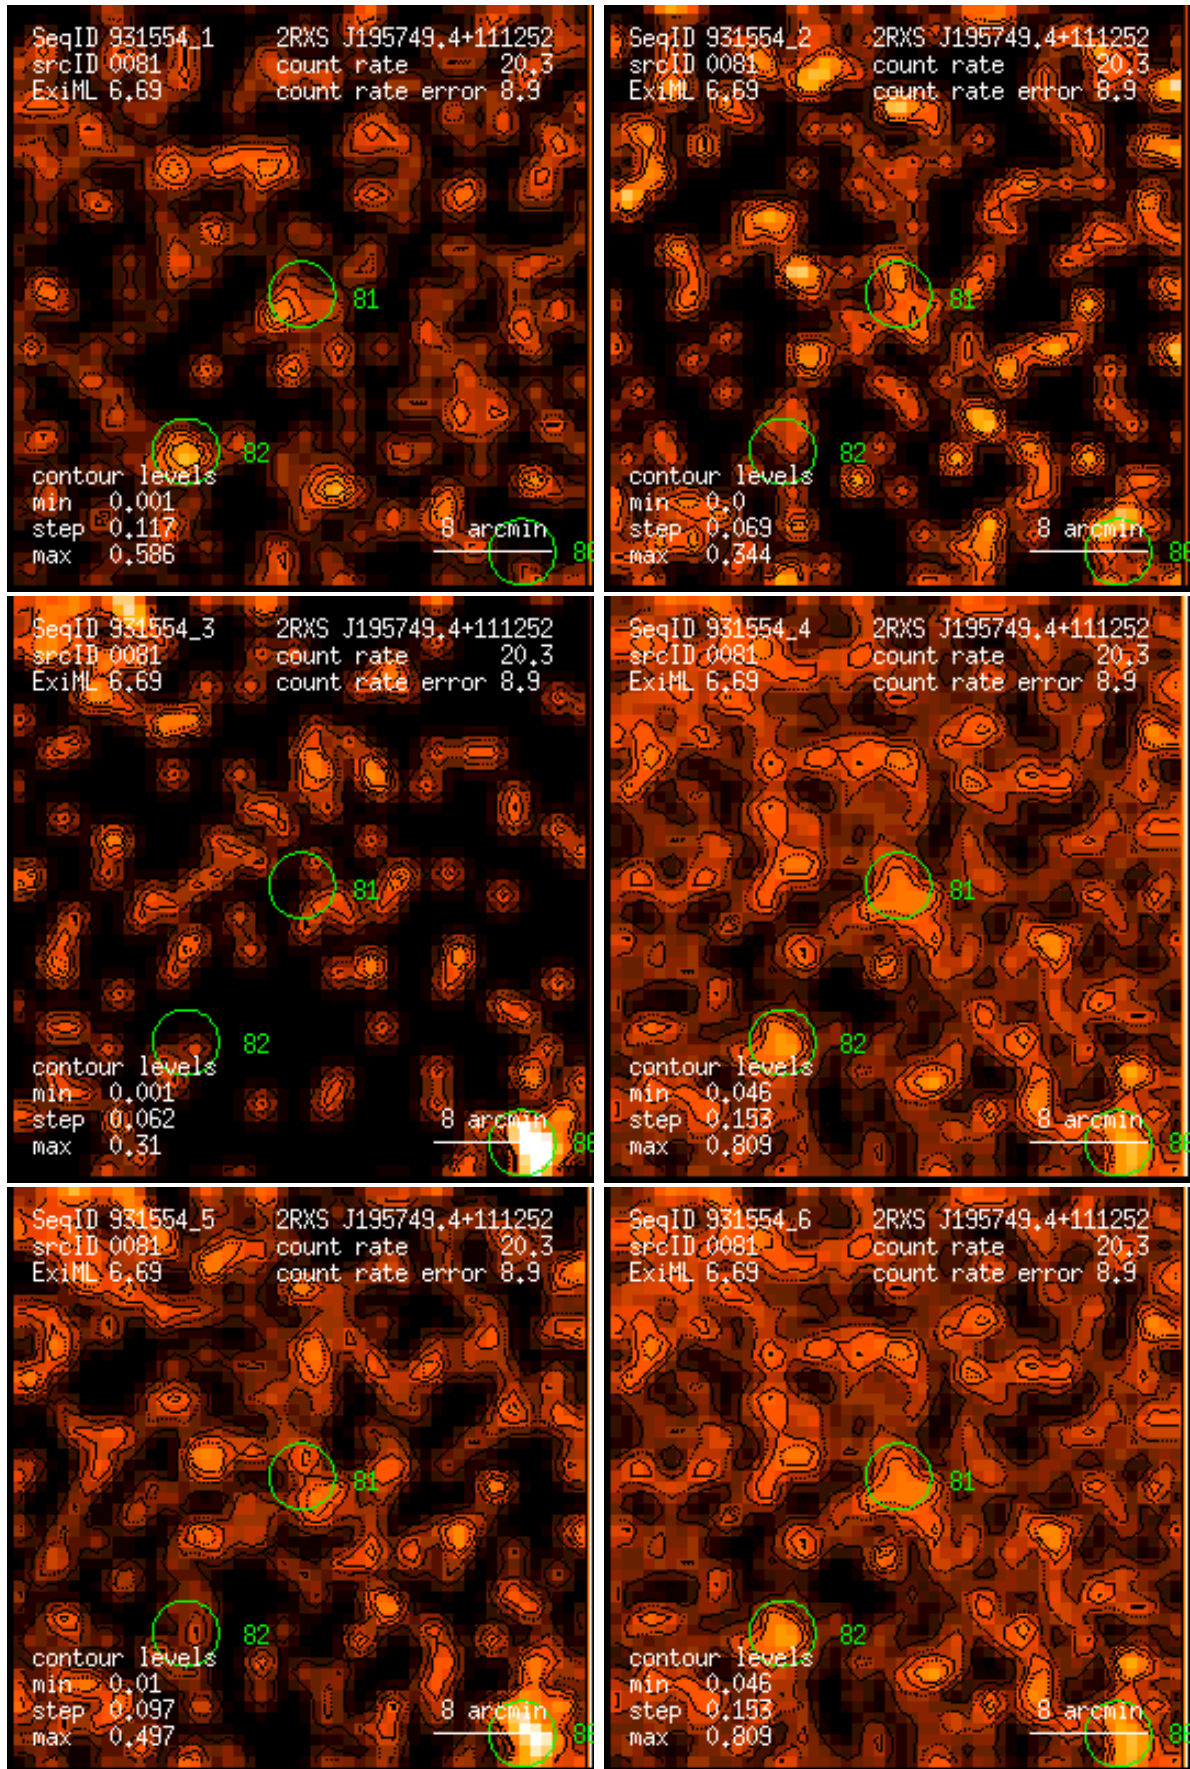 SeqID 931554_1 2RXS J195749.4+111252
srcID 0081 count rate 20.3
ExiML 6.69 count rate error 8.9
81
82
contour levels
min 0.001
step 0.117 8 arcmin
max 0.586 86
SeqID 931554_2 2RXS J195749.4+111252
srcID 0081 count rate 20.3
ExiML 6.69 count rate error 8.9
81
82
contour levels
min 0.0
step 0.069 8 arcmin
max 0.344 86
SeqID 931554_3 2RXS J195749.4+111252
srcID 0081 count rate 20.3
ExiML 6.69 count rate error 8.9
81
82
contour levels
min 0.001
step 0.062 8 arcmin
max 0.31 86
SeqID 931554_4 2RXS J195749.4+111252
srcID 0081 count rate 20.3
ExiML 6.69 count rate error 8.9
81
82
contour levels
min 0.046
step 0.153 8 arcmin
max 0.809 86
SeqID 931554_5 2RXS J195749.4+111252
srcID 0081 count rate 20.3
ExiML 6.69 count rate error 8.9
81
82
contour levels
min 0.01
step 0.097 8 arcmin
max 0.497 86
SeqID 931554_6 2RXS J195749.4+111252
srcID 0081 count rate 20.3
ExiML 6.69 count rate error 8.9
81
82
contour levels
min 0.046
step 0.153 8 arcmin
max 0.809 86